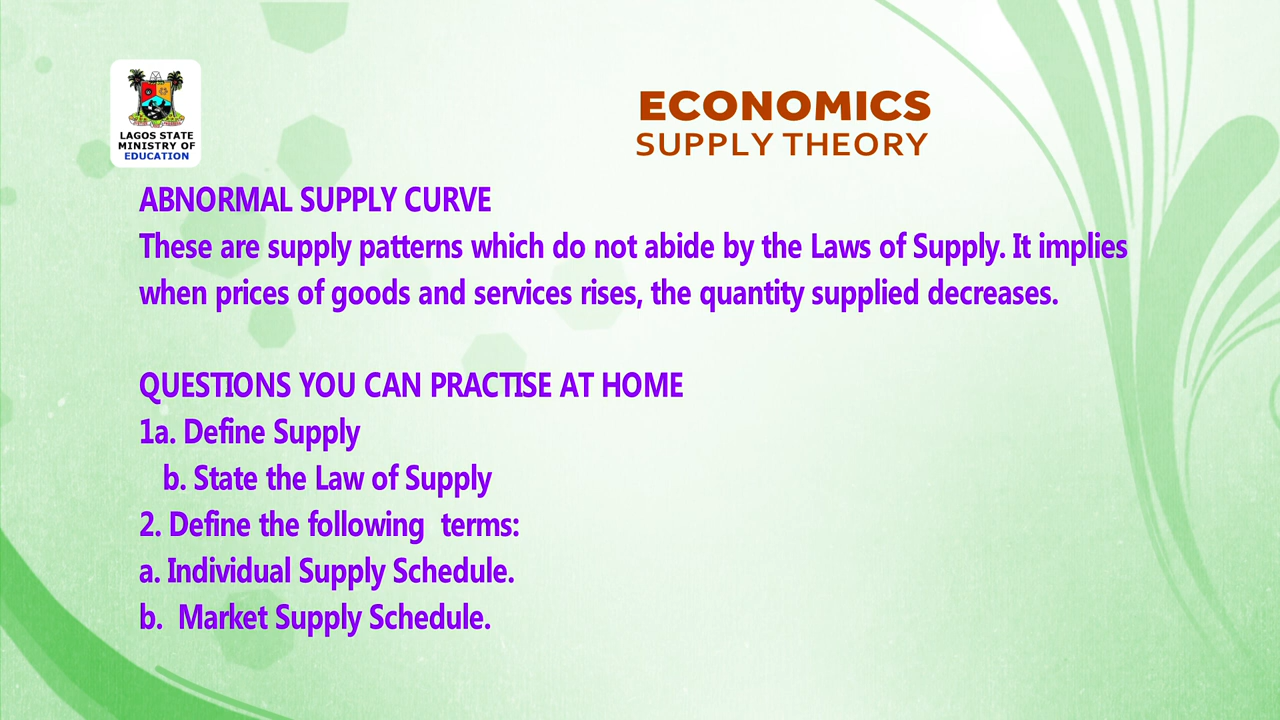 LAGOS STATE
MINISTRY OF
EDUCATION
ECONOMICS
SUPPLY THEORY
ABNORMAL SUPPLY CURVE
These are supply patterns which do not abide by the Laws of Supply. It implies
when prices of goods and services rises, the quantity supplied decreases.
QUESTIONS YOU CAN PRACTISE AT HOME
1a. Define Supply
b. State the Law of Supply
2. Define the following  terms:
a. Individual Supply Schedule.
b.  Market Supply Schedule.